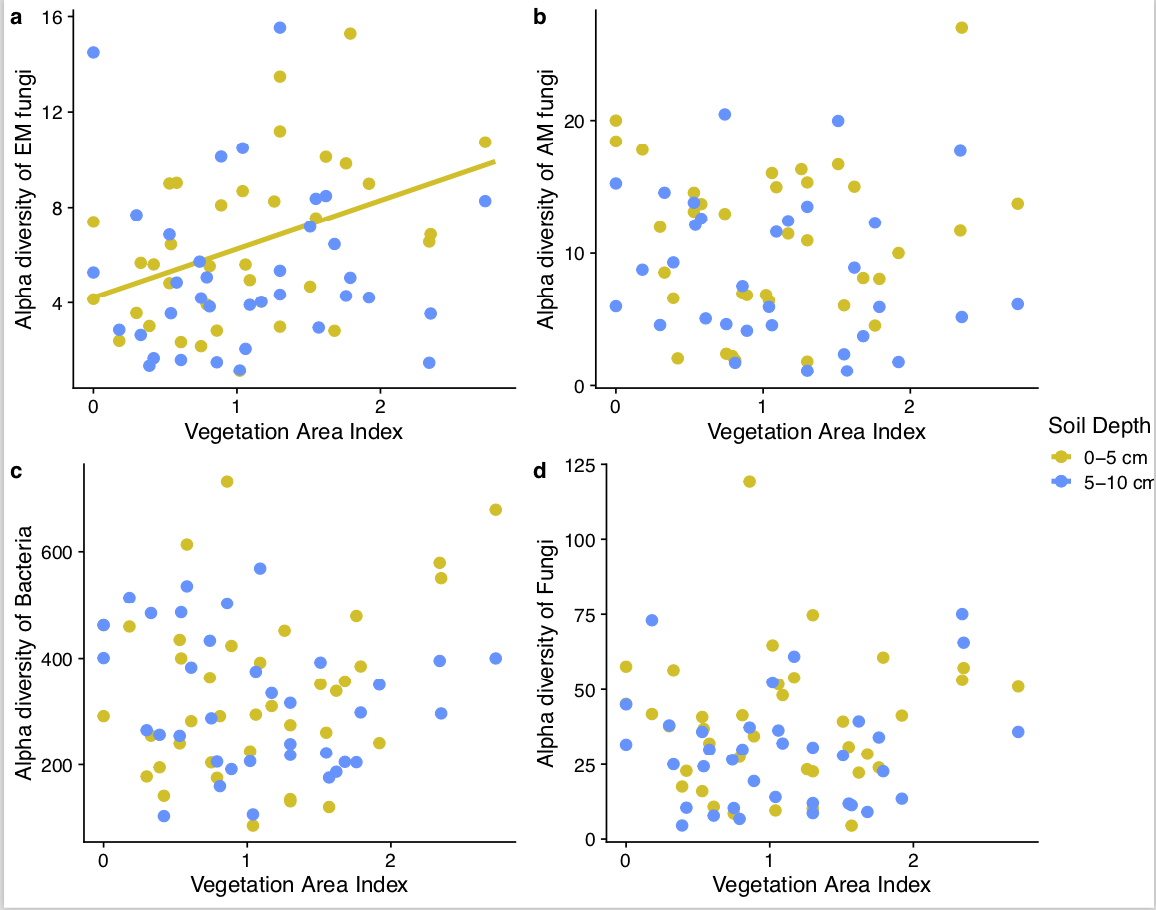 a
16
12
8
4
Alpha diversity of EM fungi
0 1 2
Vegetation Area Index
b
20
10
0
Alpha diversity of AM fungi
0 1 2
Vegetation Area Index
Soil Depth
0−5 cm
5−10 cm
c
600
400
200
Alpha diversity of Bacteria
0 1 2
Vegetation Area Index
d
125
100
75
50
25
0
Alpha diversity of Fungi
0 1 2
Vegetation Area Index